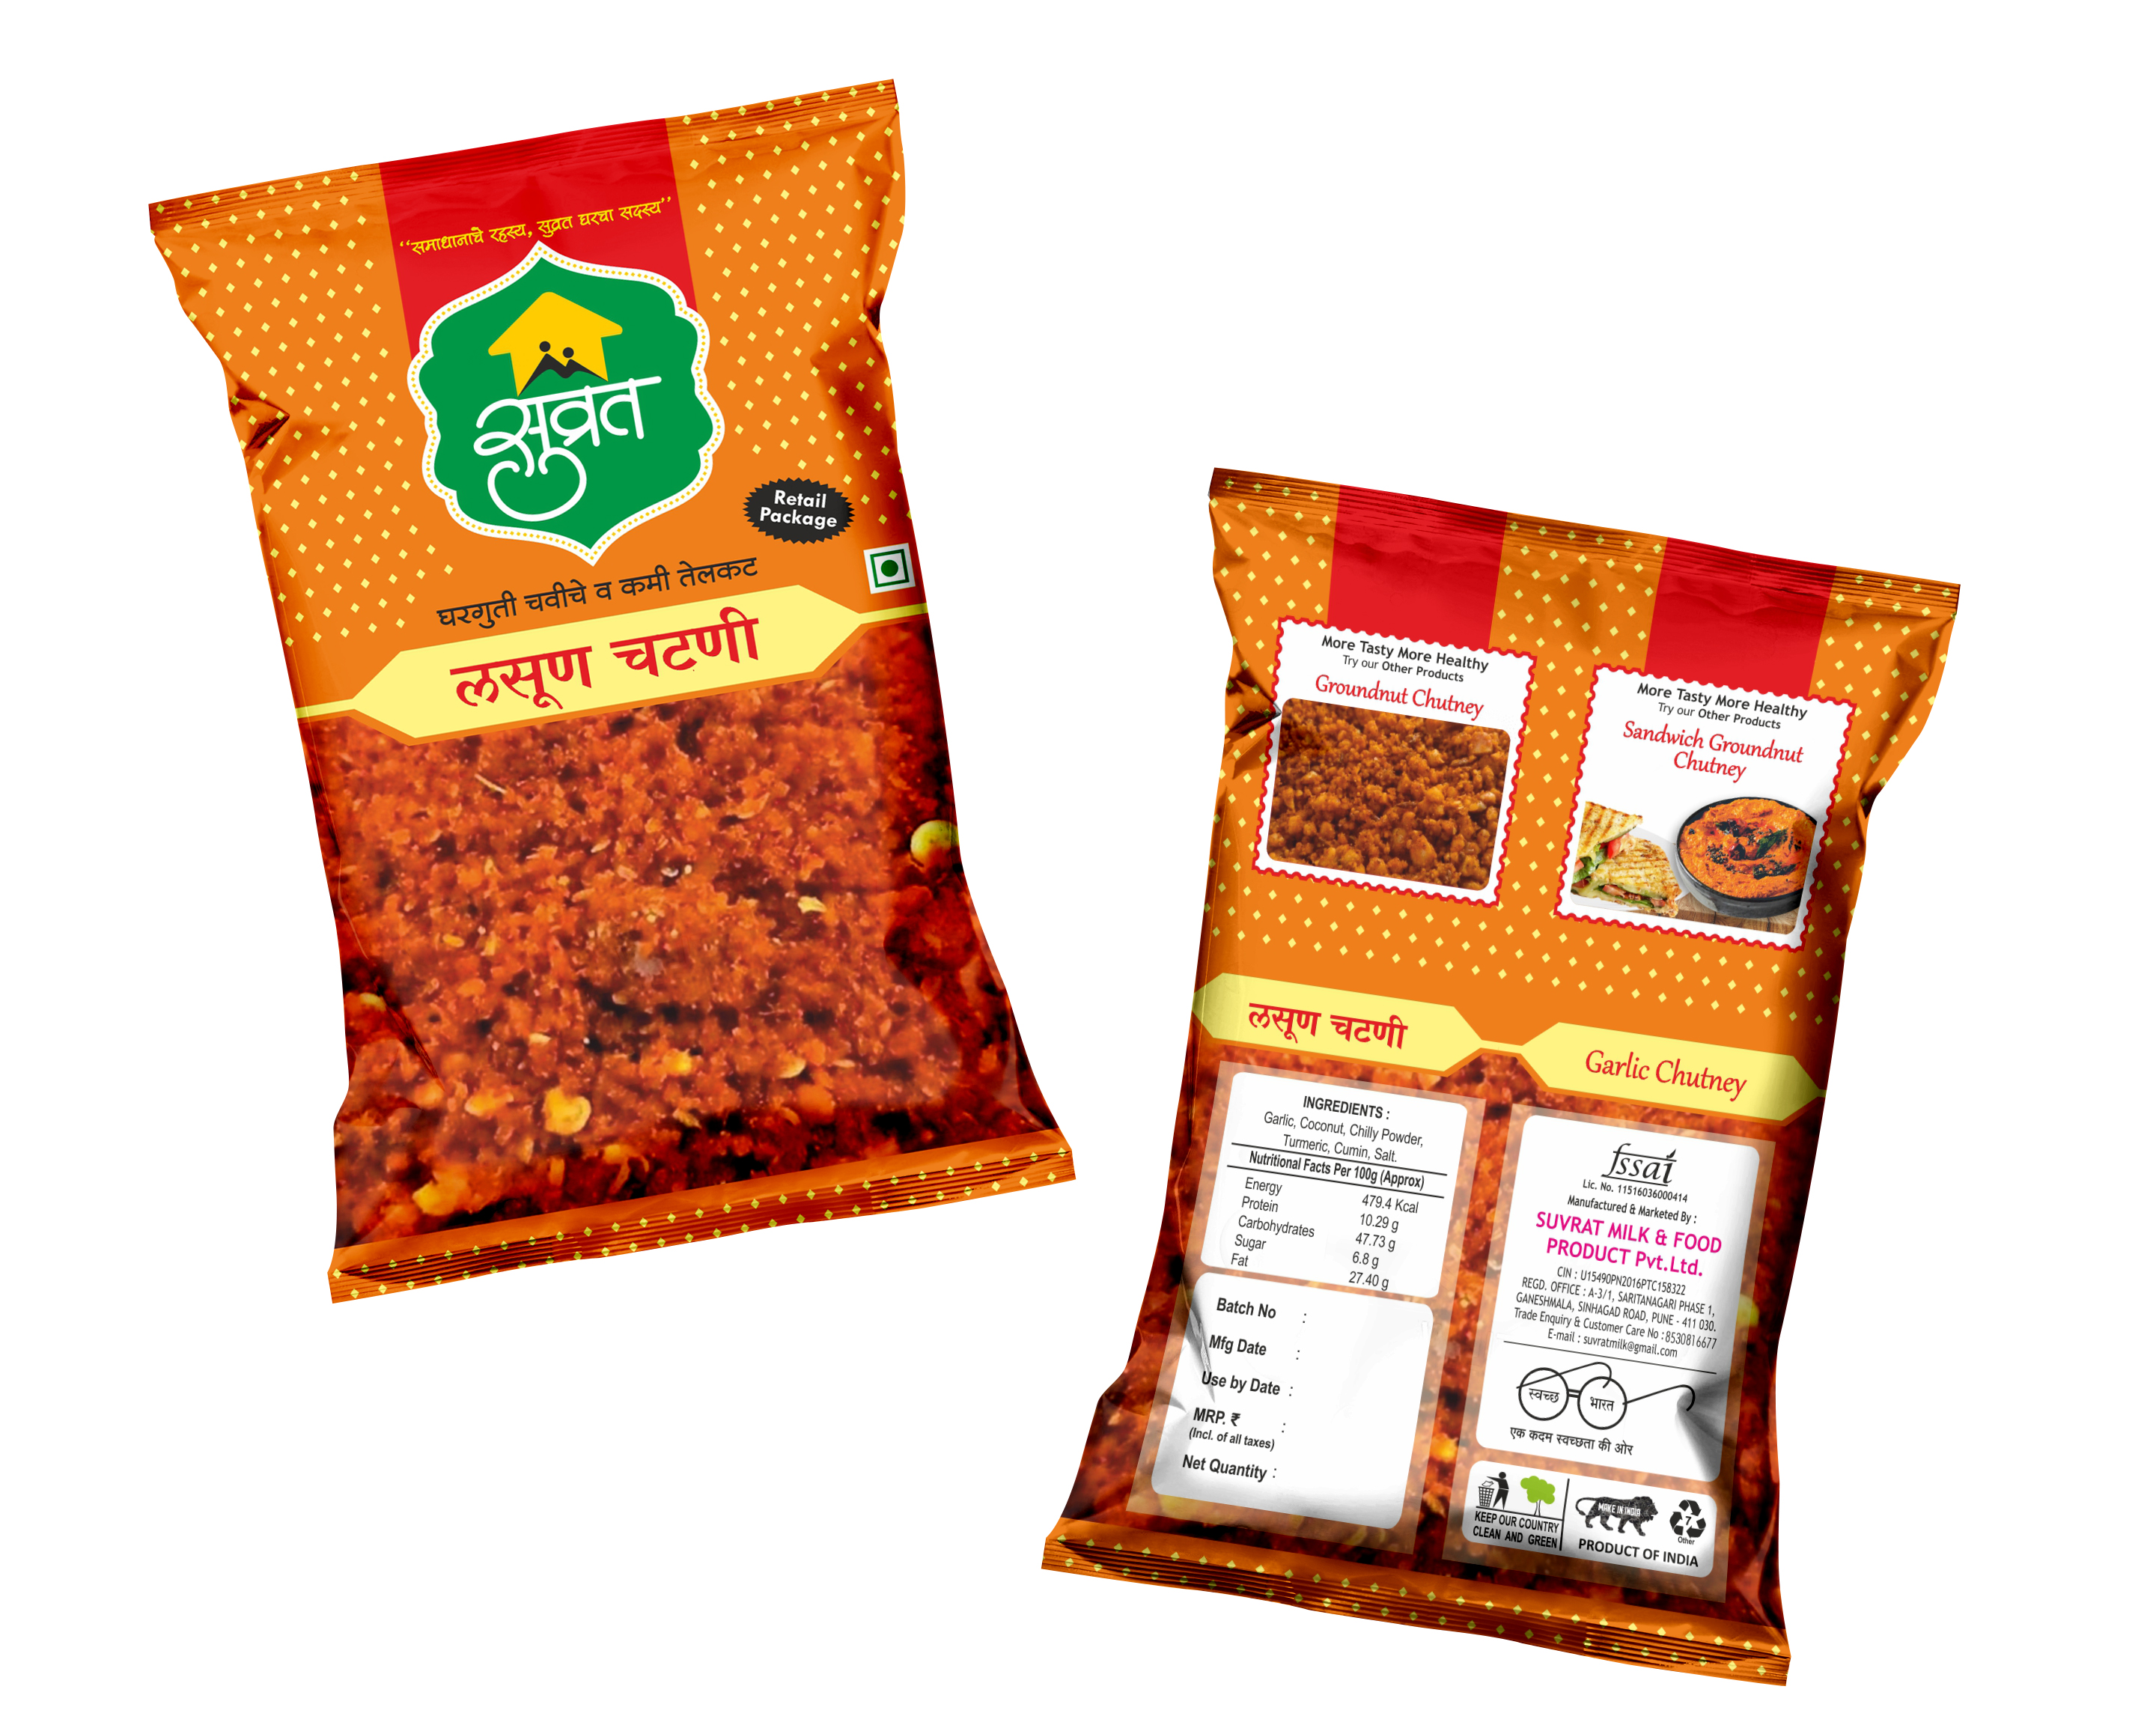 “समाधानाचे रहस्य, सुव्रत घरचा सदस्य”
सुव्रत
Retail
Package
घरगुती चवीचे व कमी तेलकट
लसूण चटणी
More Tasty More Healthy
Try our Other Products
Groundnut Chutney
More Tasty More Healthy
Try our Other Products
Sandwich Groundnut
Chutney
लसूण चटणी
Garlic Chutney
INGREDIENTS :
Garlic, Coconut, Chilly Powder,
Turmeric, Cumin, Salt.
Nutritional Facts Per 100g (Approx)
Energy 479.4 Kcal
Protein 10.29 g
Carbohydrates 47.73 g
Sugar 6.8 g
Fat 27.40 g
Batch No :
Mfg Date :
Use by Date :
MRP. ₹ :
(Incl. of all taxes)
Net Quantity :
fssai
Lic. No. 11516036000414
Manufactured & Marketed By :
SUVRAT MILK & FOOD
PRODUCT Pvt.Ltd.
CIN : U15490PN2016PTC158322
REGD. OFFICE : A-3/1, SARITANAGARI PHASE 1,
GANESHMALA, SINHAGAD ROAD, PUNE - 411 030.
Trade Enquiry & Customer Care No : 8530816677
E-mail : suvratmilk@gmail.com
स्वच्छ भारत
एक कदम स्वच्छता की ओर
KEEP OUR COUNTRY
CLEAN AND GREEN
MAKE IN INDIA
PRODUCT OF INDIA
7
Other